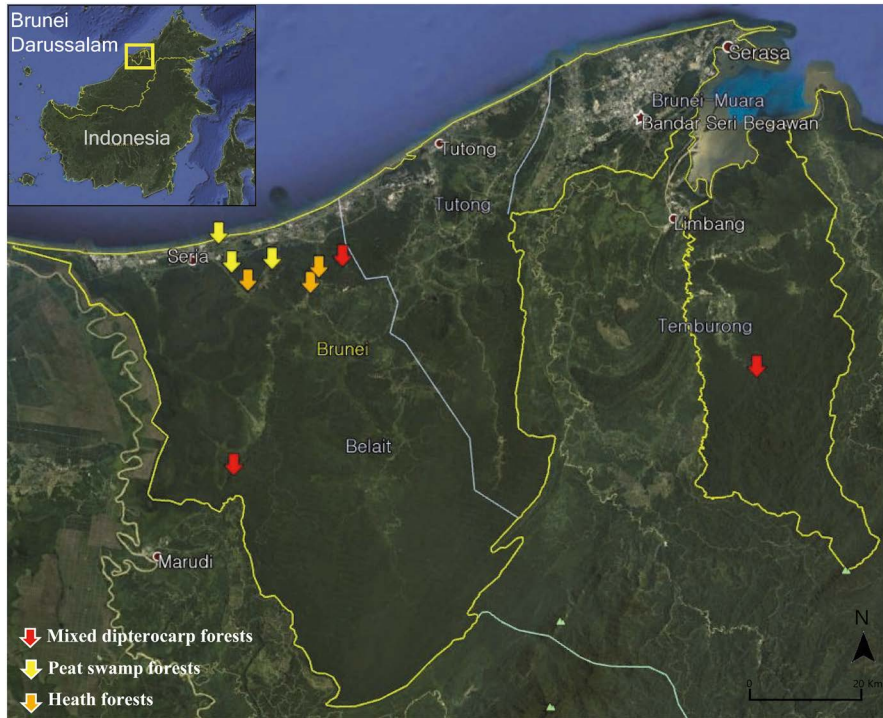 Brunei
Darussalam
Indonesia
Serasa
Brunei-Muara
Bandar Seri Begawan
Tutong
Tutong
Limbang
Seria
Temburong
Brunei
Belait
Marudi
Mixed dipterocarp forests
Peat swamp forests
Heath forests
N
0 20 Km